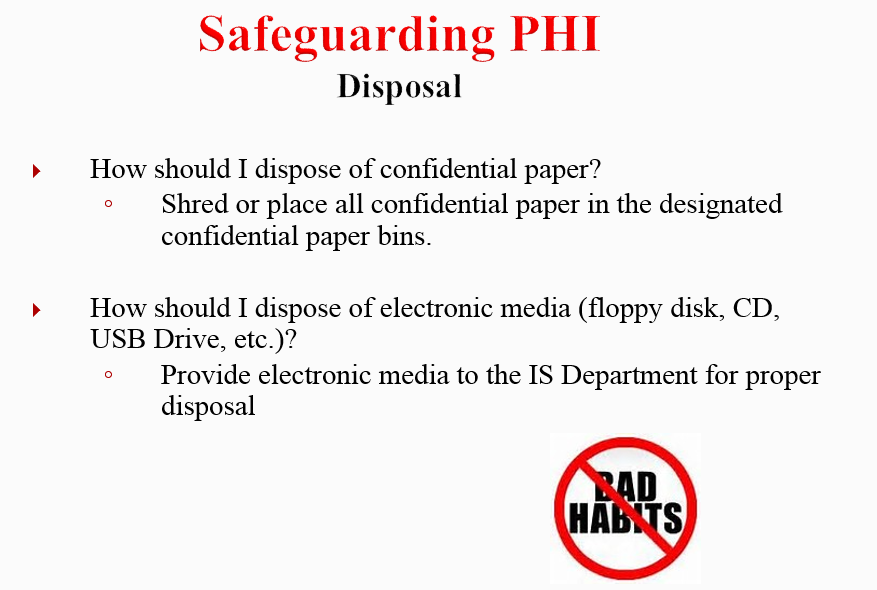 Safeguarding PHI
Disposal
How should I dispose of confidential paper?
Shred or place all confidential paper in the designated
confidential paper bins.
How should I dispose of electronic media (floppy disk, CD,
USB Drive, etc.)?
Provide electronic media to the IS Department for proper
disposal
BAD
HABITS